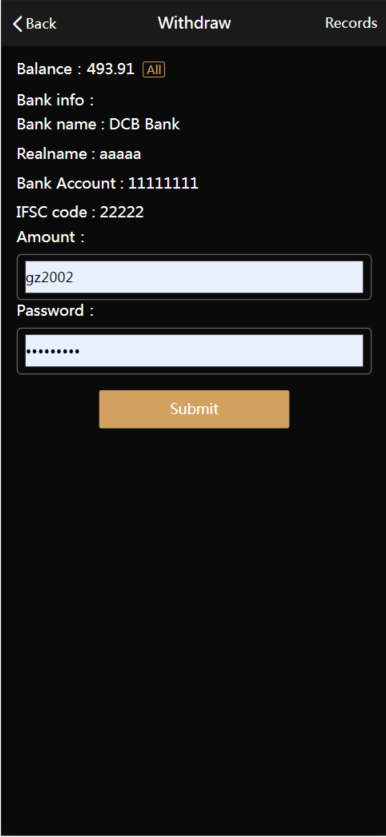 Back
Withdraw
Records
Balance : 493.91 All
Bank info :
Bank name : DCB Bank
Realname : aaaaa
Bank Account : 11111111
IFSC code : 22222
Amount :
gz2002
Password :
•••••••••
Submit